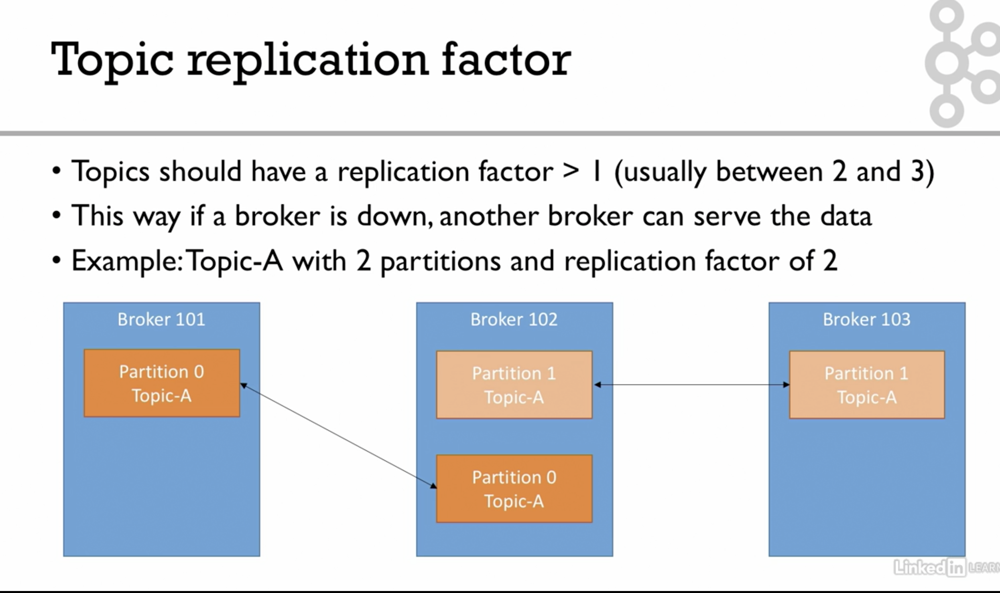 Topic replication factor
• Topics should have a replication factor > 1 (usually between 2 and 3)
• This way if a broker is down, another broker can serve the data
• Example: Topic-A with 2 partitions and replication factor of 2
Broker 101
Partition 0
Topic-A
Broker 102
Partition 1
Topic-A
Partition 0
Topic-A
Broker 103
Partition 1
Topic-A
Linked in LEARN